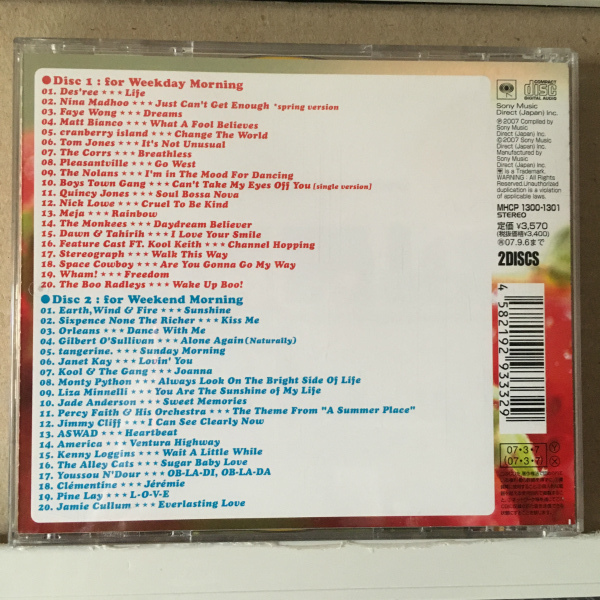 ●Disc 1 : for Weekday Morning
01. Des'ree ★★★ Life
02. Nina Madhoo ★★★ Just Can't Get Enough *spring version
03. Faye Wong ★★★ Dreams
04. Matt Bianco ★★★ What A Fool Believes
05. cranberry island ★★★ Change The World
06. Tom Jones ★★★ It's Not Unusual
07. The Corrs ★★★ Breathless
08. Pleasantville ★★★ Go West
09. The Nolans ★★★ I'm in The Mood For Dancing
10. Boys Town Gang ★★★ Can't Take My Eyes Off You [single version]
11. Quincy Jones ★★★ Soul Bossa Nova
12. Nick Lowe ★★★ Cruel To Be Kind
13. Meja ★★★ Rainbow
14. The Monkees ★★★ Daydream Believer
15. Dawn & Tahirih ★★★ I Love Your Smile
16. Feature Cast FT. Kool Keith ★★★ Channel Hopping
17. Stereograph ★★★ Walk This Way
18. Space Cowboy ★★★ Are You Gonna Go My Way
19. Wham! ★★★ Freedom
20. The Boo Radleys ★★★ Wake Up Boo!
●Disc 2 : for Weekend Morning
01. Earth, Wind & Fire ★★★ Sunshine
02. Sixpence None The Richer ★★★ Kiss Me
03. Orleans ★★★ Dance With Me
04. Gilbert O'Sullivan ★★★ Alone Again (Naturally)
05. tangerine. ★★★ Sunday Morning
06. Janet Kay ★★★ Lovin' You
07. Kool & The Gang ★★★ Joanna
08. Monty Python ★★★ Always Look On The Bright Side Of Life
09. Liza Minnelli ★★★ You Are The Sunshine of My Life
10. Jade Anderson ★★★ Sweet Memories
11. Percy Faith & His Orchestra ★★★ The Theme From "A Summer Place"
12. Jimmy Cliff ★★★ I Can See Clearly Now
13. ASWAD ★★★ Heartbeat
14. America ★★★ Ventura Highway
15. Kenny Loggins ★★★ Wait A Little While
16. The Alley Cats ★★★ Sugar Baby Love
17. Youssou N'Dour ★★★ OB-LA-DI, OB-LA-DA
18. Clémentine ★★★ Jérémie
19. Pine Lay ★★★ L-O-V-E
20. Jamie Cullum ★★★ Everlasting Love
COMPACT
disc
DIGITAL AUDIO
Sony Music
Direct (Japan) Inc.
℗2007 Compiled by
Sony Music
Direct (Japan) Inc.
©2007 Sony Music
Direct (Japan) Inc.
Manufactured by
Sony Music
Direct (Japan) Inc.
is a Trademark.
WARNING : All Rights
Reserved.Unauthorized
duplication is a violation
of applicable laws.
MHCP 1300-1301
STEREO
定価 ¥3,570
(税抜価格¥3,400)
07.9.6まで
2DISCS
4 582192 933329
07・3・7
(07・3・7)
Y
X